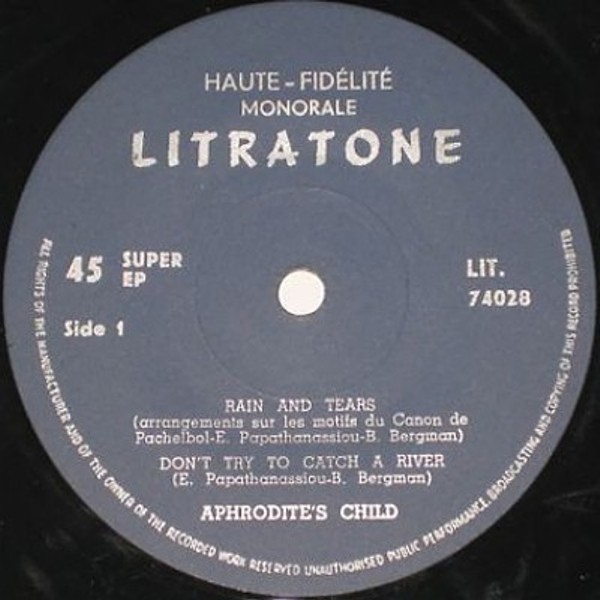 HAUTE-FIDÉLITÉ
MONORALE
LITRATONE
45 SUPER
EP
LIT.
74028
Side 1
RAIN AND TEARS
(arrangements sur les motifs du Canon de
Pachelbol-E. Papathanassiou-B. Bergman)
DON'T TRY TO CATCH A RIVER
(E. Papathanassiou-B. Bergman)
APHRODITE'S CHILD
ALL RIGHTS OF THE MANUFACTURER AND OF THE OWNER OF THE RECORDED WORK RESERVED UNAUTHORISED PUBLIC PERFORMANCE, BROADCASTING AND COPYING OF THIS RECORD PROHIBITED